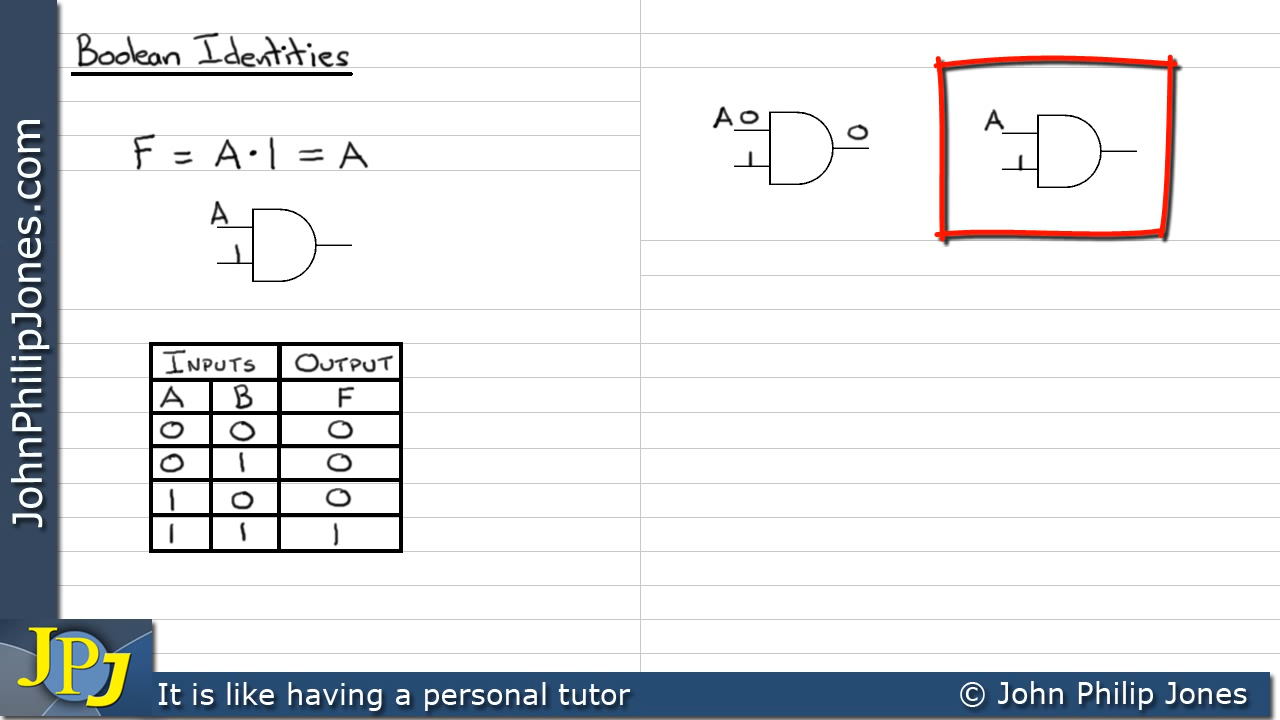 Boolean Identities
F = A·1 = A
A
1
INPUTS OUTPUT
A B F
0 0 0
0 1 0
1 0 0
1 1 1
A 0 0
1
A
1
JohnPhilipJones.com
JPJ
It is like having a personal tutor
© John Philip Jones